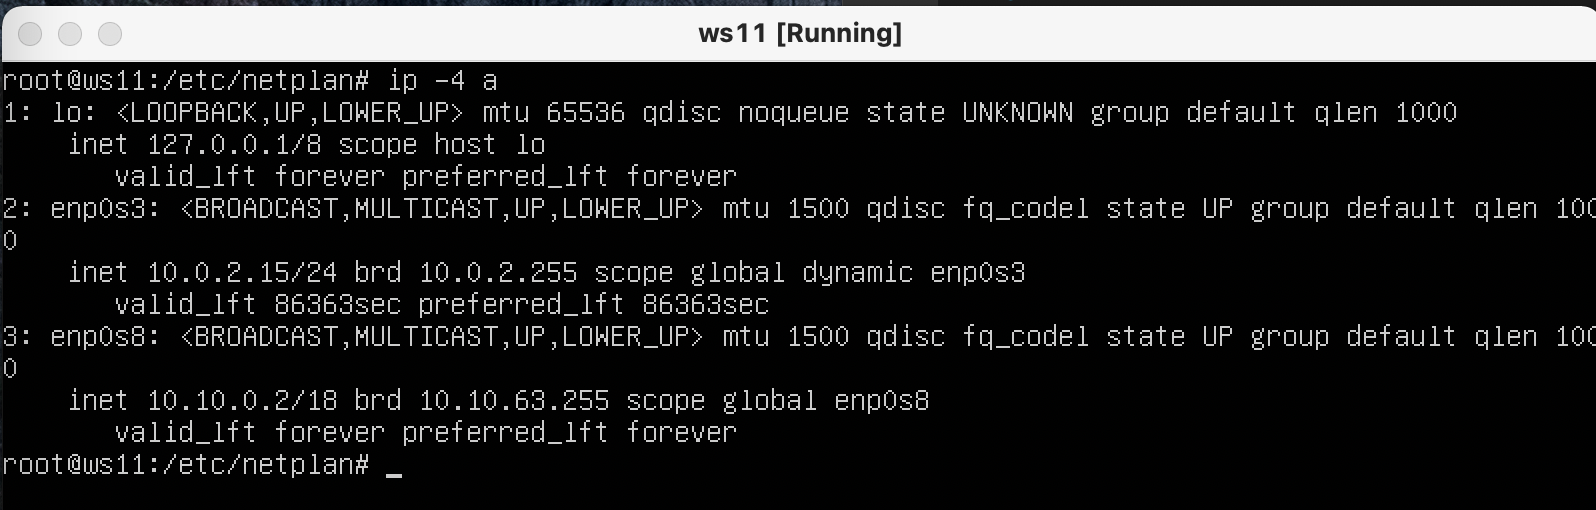 ws11 [Running]
root@ws11:/etc/netplan# ip -4 a
1: lo: <LOOPBACK,UP,LOWER_UP> mtu 65536 qdisc noqueue state UNKNOWN group default qlen 1000
    inet 127.0.0.1/8 scope host lo
       valid_lft forever preferred_lft forever
2: enp0s3: <BROADCAST,MULTICAST,UP,LOWER_UP> mtu 1500 qdisc fq_codel state UP group default qlen 100
0
    inet 10.0.2.15/24 brd 10.0.2.255 scope global dynamic enp0s3
       valid_lft 86363sec preferred_lft 86363sec
3: enp0s8: <BROADCAST,MULTICAST,UP,LOWER_UP> mtu 1500 qdisc fq_codel state UP group default qlen 100
0
    inet 10.10.0.2/18 brd 10.10.63.255 scope global enp0s8
       valid_lft forever preferred_lft forever
root@ws11:/etc/netplan# _